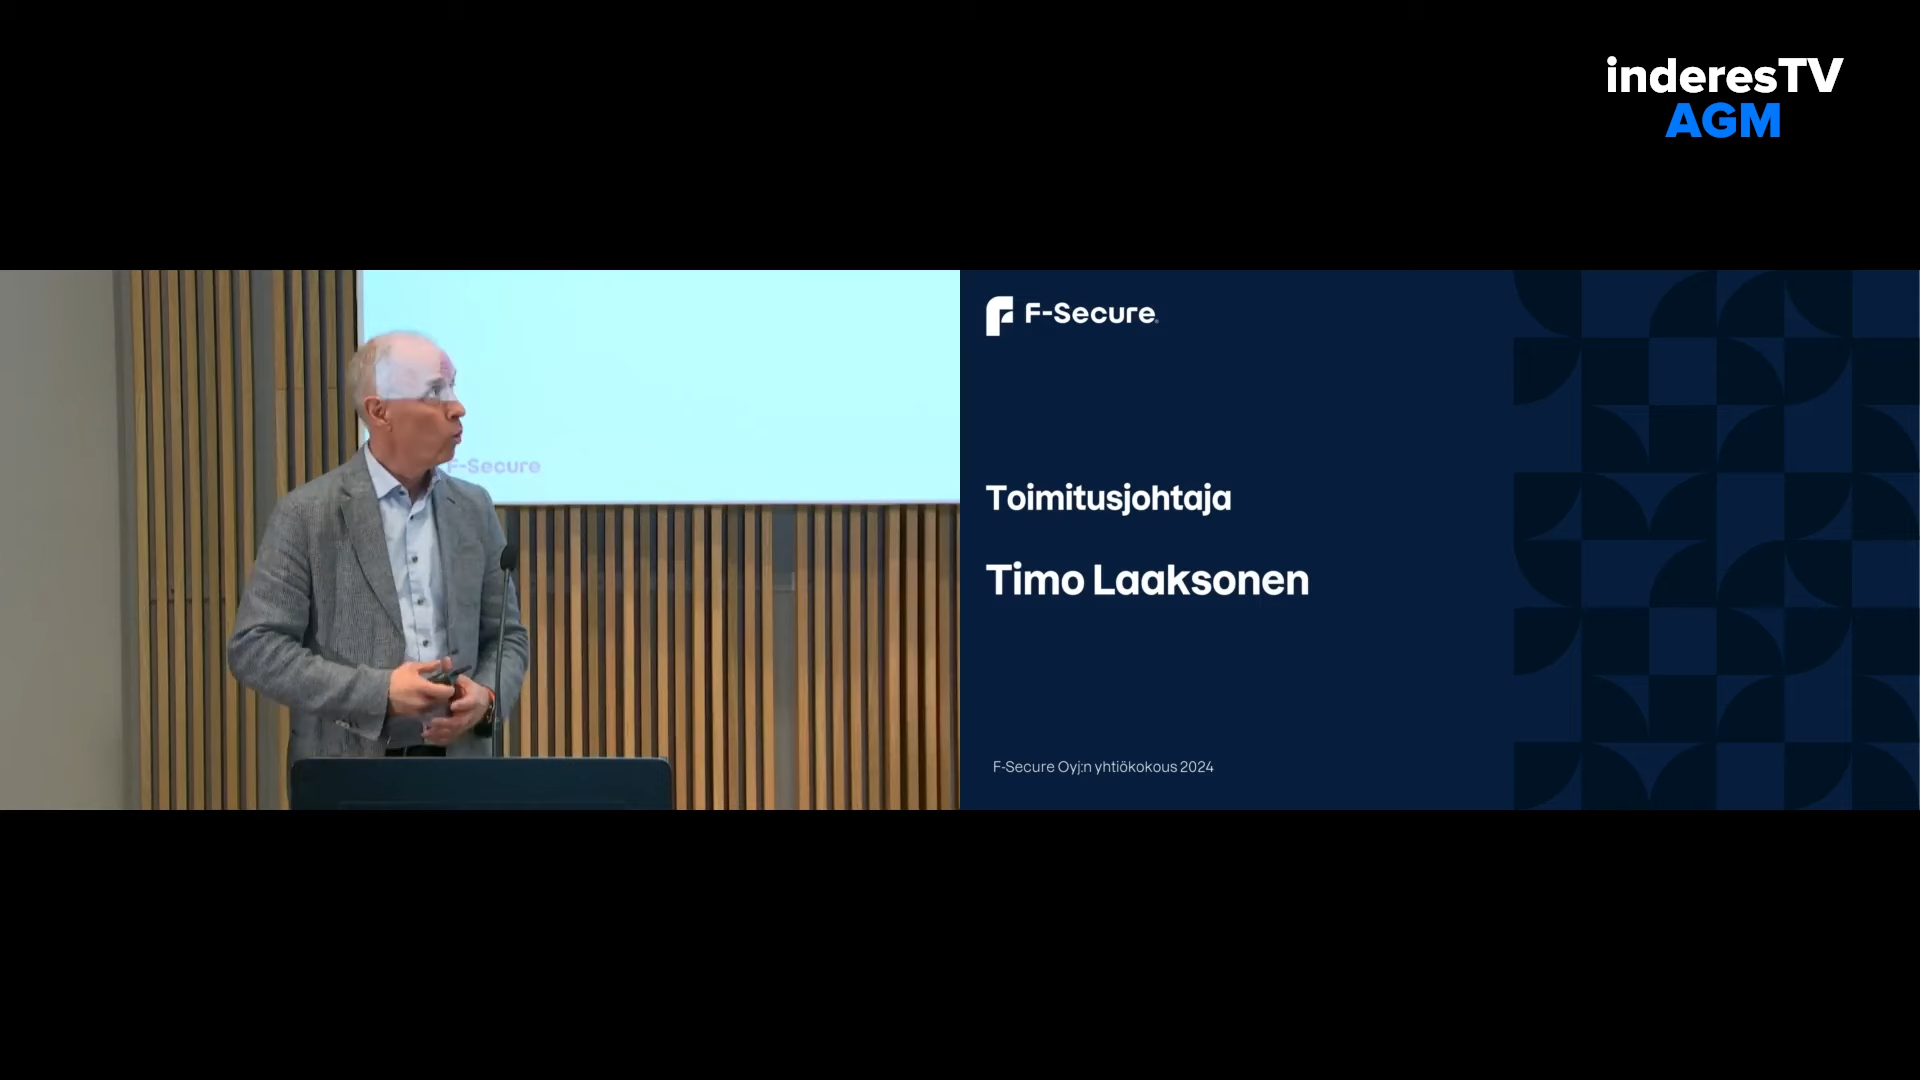 inderesTV
AGM
F-Secure
F-Secure.
Toimitusjohtaja
Timo Laaksonen
F-Secure Oyj:n yhtiökokous 2024